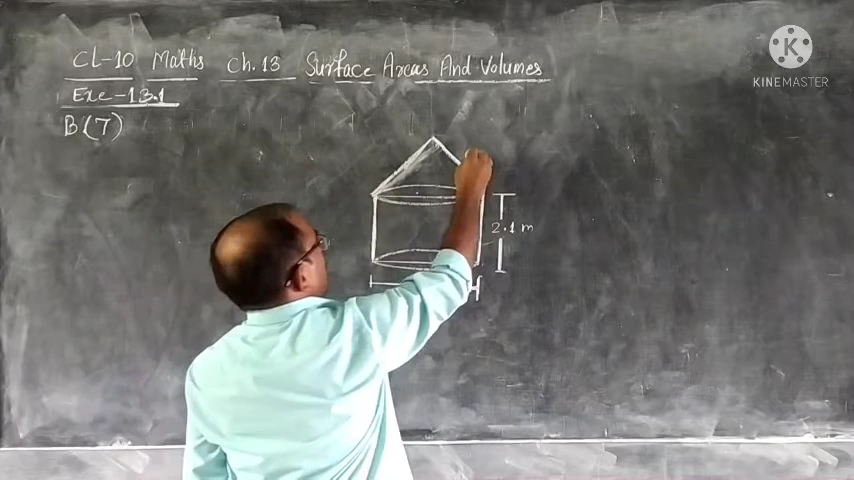 CL-10 Maths Ch. 13 Surface Areas And Volumes
Exe-13.1
B(7)
2.1 m
K
KINEMASTER